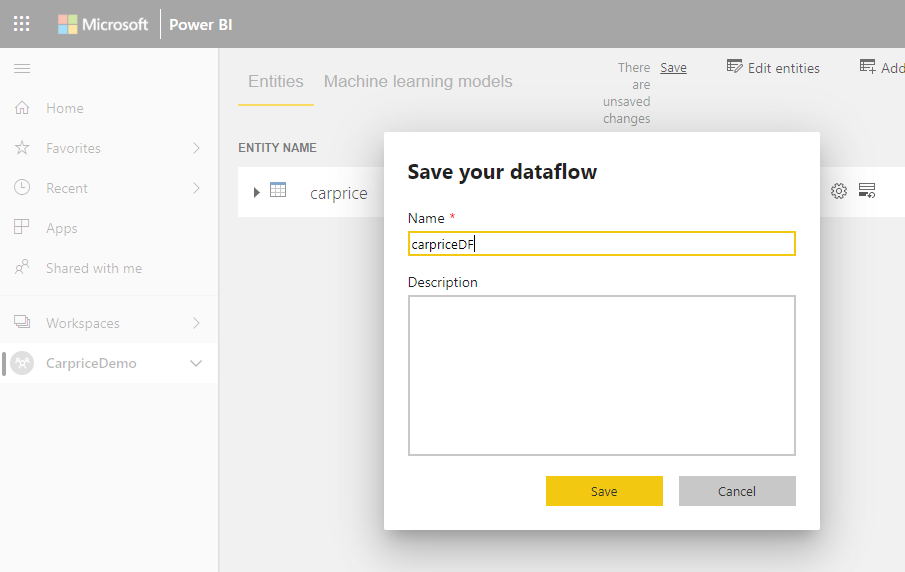 Microsoft Power BI
Home
Favorites
Recent
Apps
Shared with me
Workspaces
CarpriceDemo
Entities Machine learning models
There are unsaved changes
Save
Edit entities
Add
ENTITY NAME
carprice
Save your dataflow
Name *
carpriceDF
Description
Save Cancel